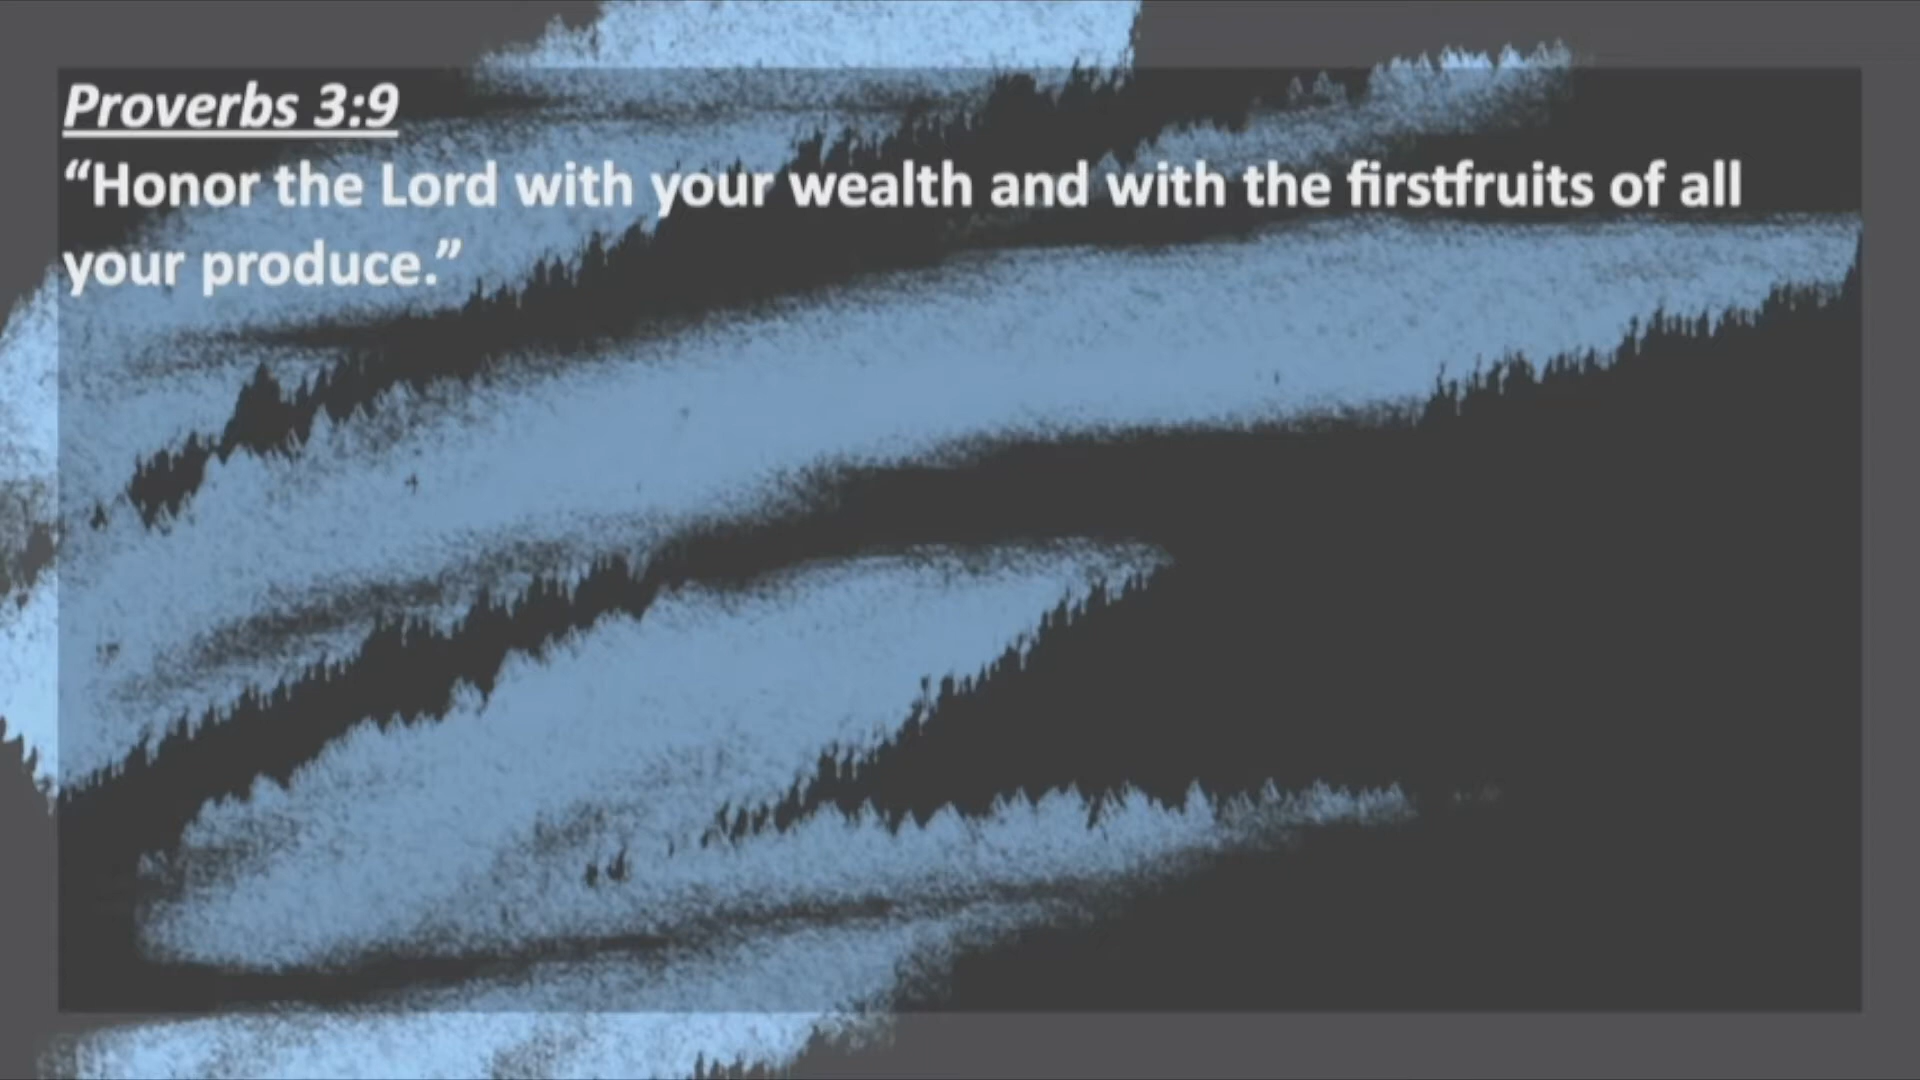 Proverbs 3:9
“Honor the Lord with your wealth and with the firstfruits of all
your produce.”